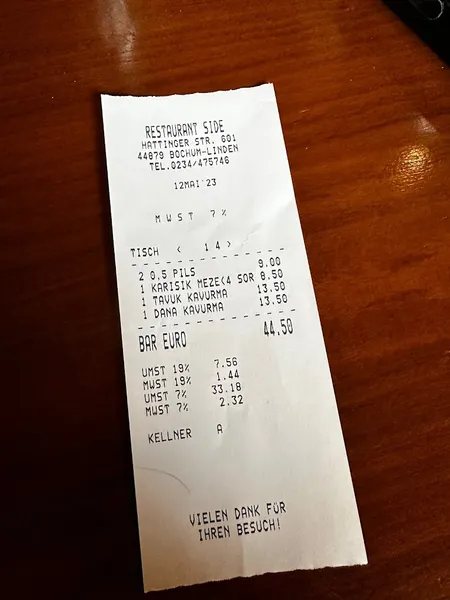 RESTAURANT SIDE
HATTINGER STR. 601
44879 BOCHUM-LINDEN
TEL.0234/475746
12MAI'23
MWST 7%
TISCH < 14>
2 0,5 PILS 9.00
1 KARISIK MEZE(4 SOR 8.50
1 TAVUK KAVURMA 13.50
1 DANA KAVURMA 13.50
BAR EURO 44.50
UMST 19% 7.56
MWST 19% 1.44
UMST 7% 33.18
MWST 7% 2.32
KELLNER A
VIELEN DANK FÜR
IHREN BESUCH!